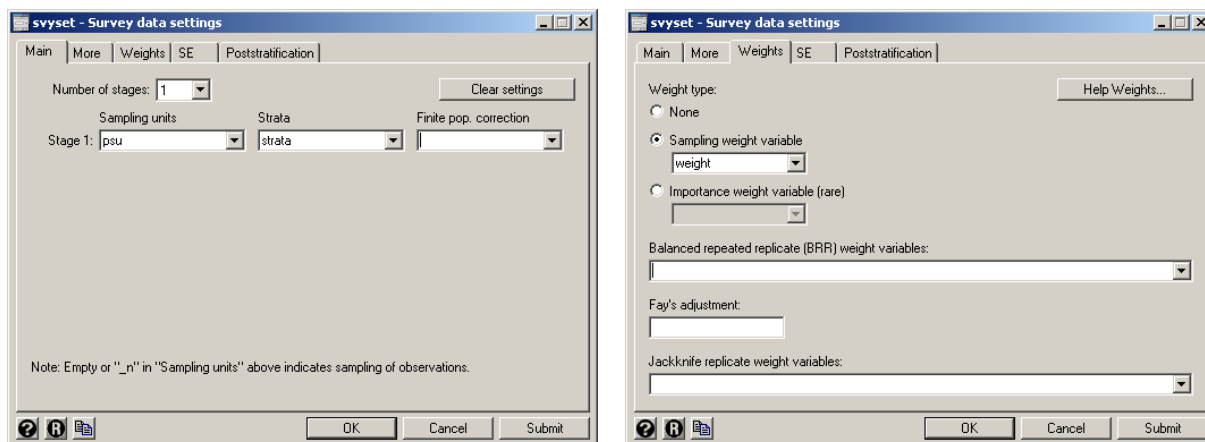 svyset - Survey data settings
Main More Weights SE Poststratification
Number of stages: 1 Clear settings
Sampling units Strata Finite pop. correction
Stage 1: psu strata
Note: Empty or "_n" in "Sampling units" above indicates sampling of observations.
OK Cancel Submit
svyset - Survey data settings
Main More Weights SE Poststratification
Weight type: Help Weights...
None
Sampling weight variable
weight
Importance weight variable (rare)
Balanced repeated replicate (BRR) weight variables:
Fay's adjustment:
Jackknife replicate weight variables:
OK Cancel Submit